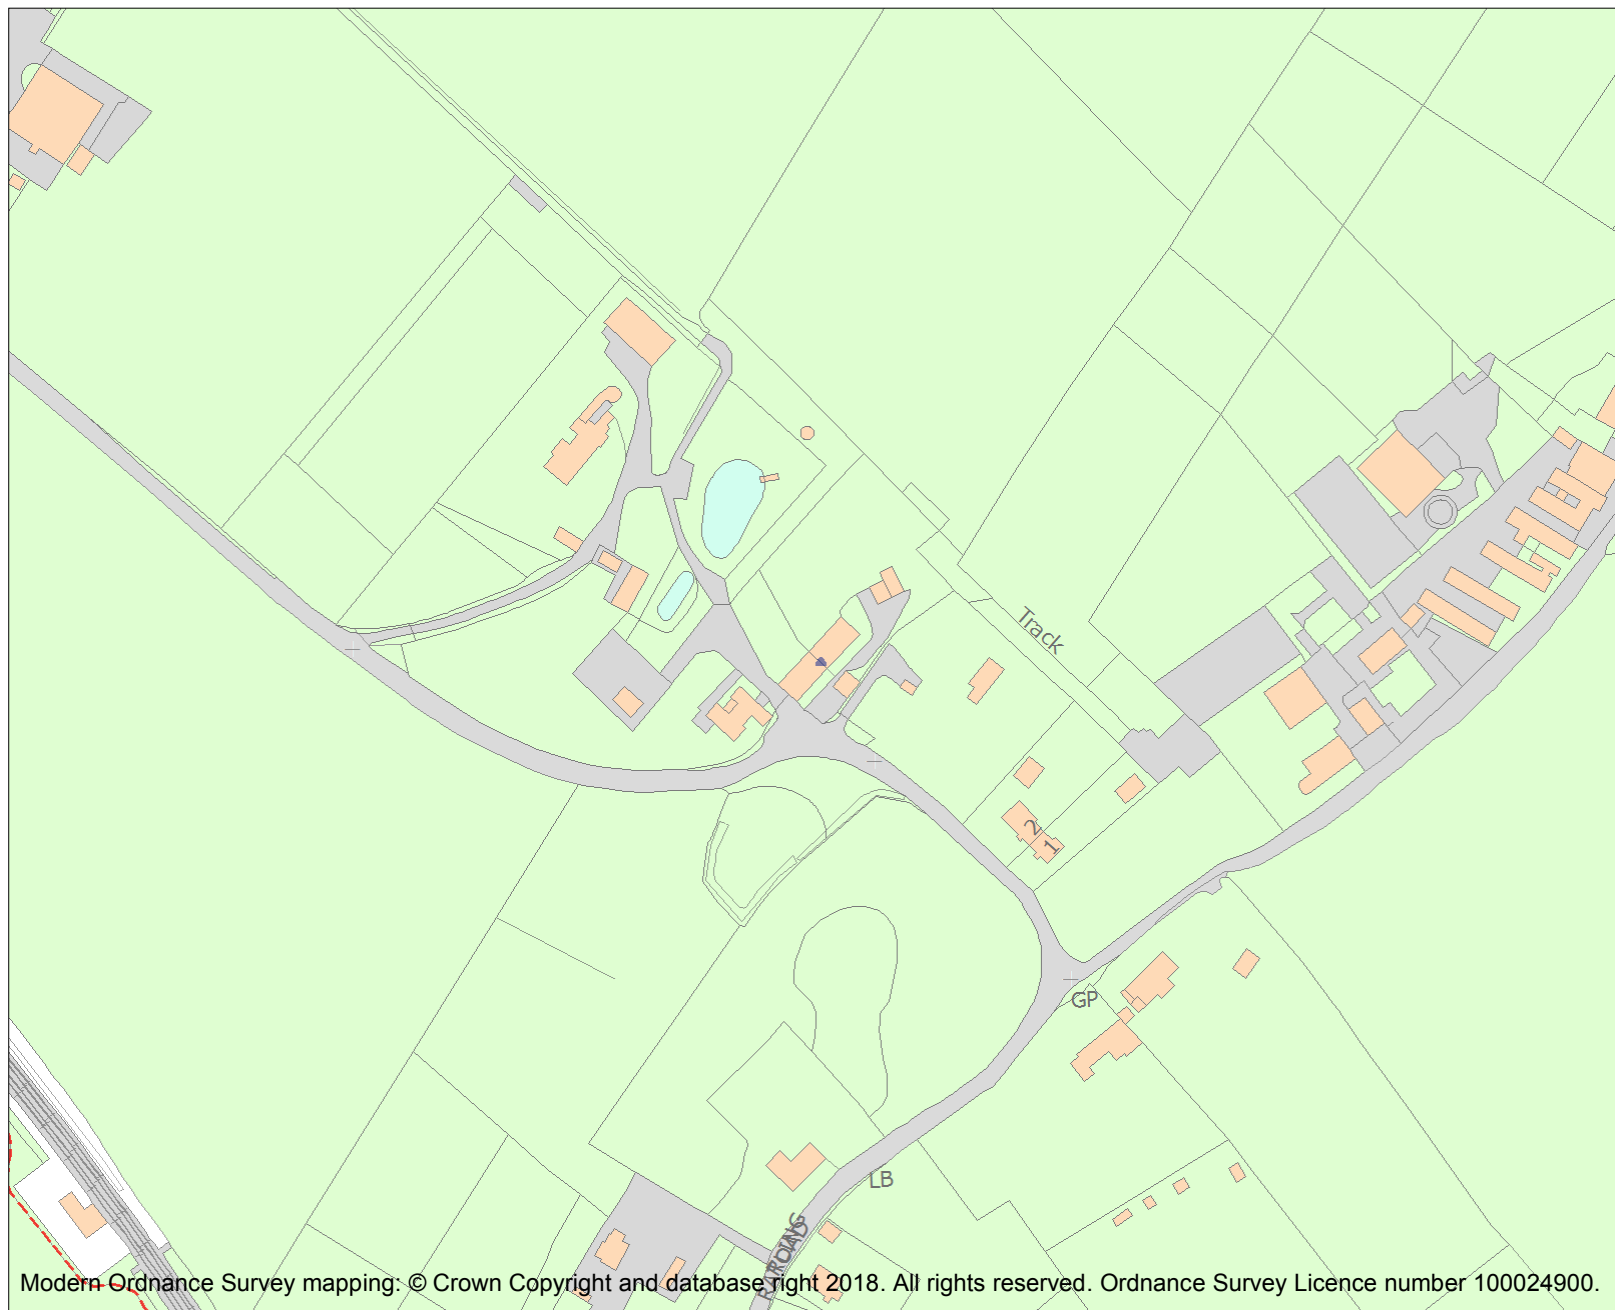 Track
2
1
GP
LB
Modern Ordnance Survey mapping: © Crown Copyright and database right 2018. All rights reserved. Ordnance Survey Licence number 100024900.